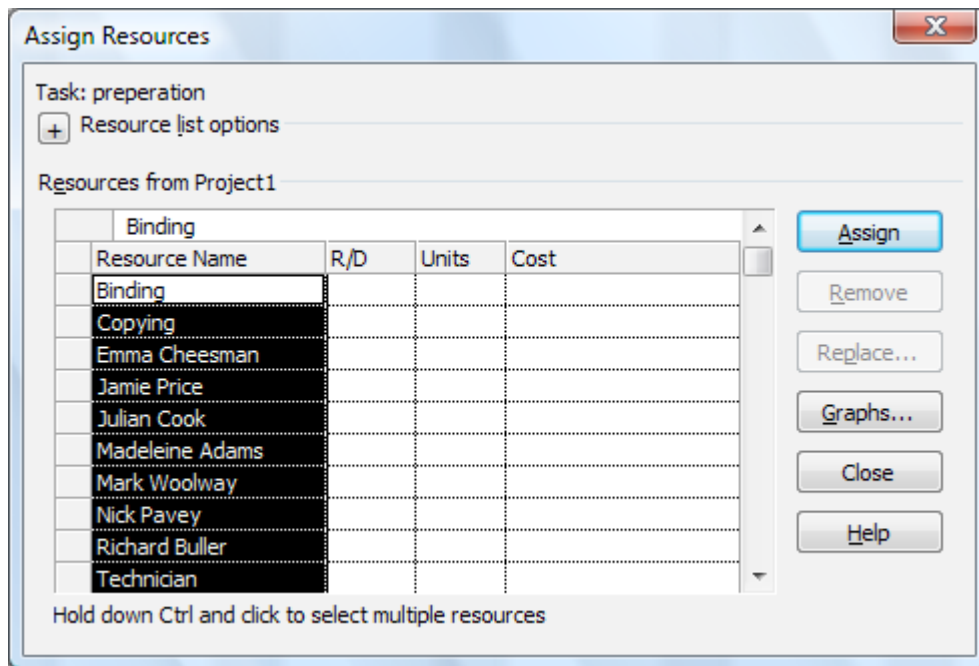 Assign Resources
Task: preperation
+ Resource list options
Resources from Project1
Binding
Resource Name R/D Units Cost
Binding
Copying
Emma Cheesman
Jamie Price
Julian Cook
Madeleine Adams
Mark Woolway
Nick Pavey
Richard Buller
Technician
Assign
Remove
Replace...
Graphs...
Close
Help
Hold down Ctrl and click to select multiple resources